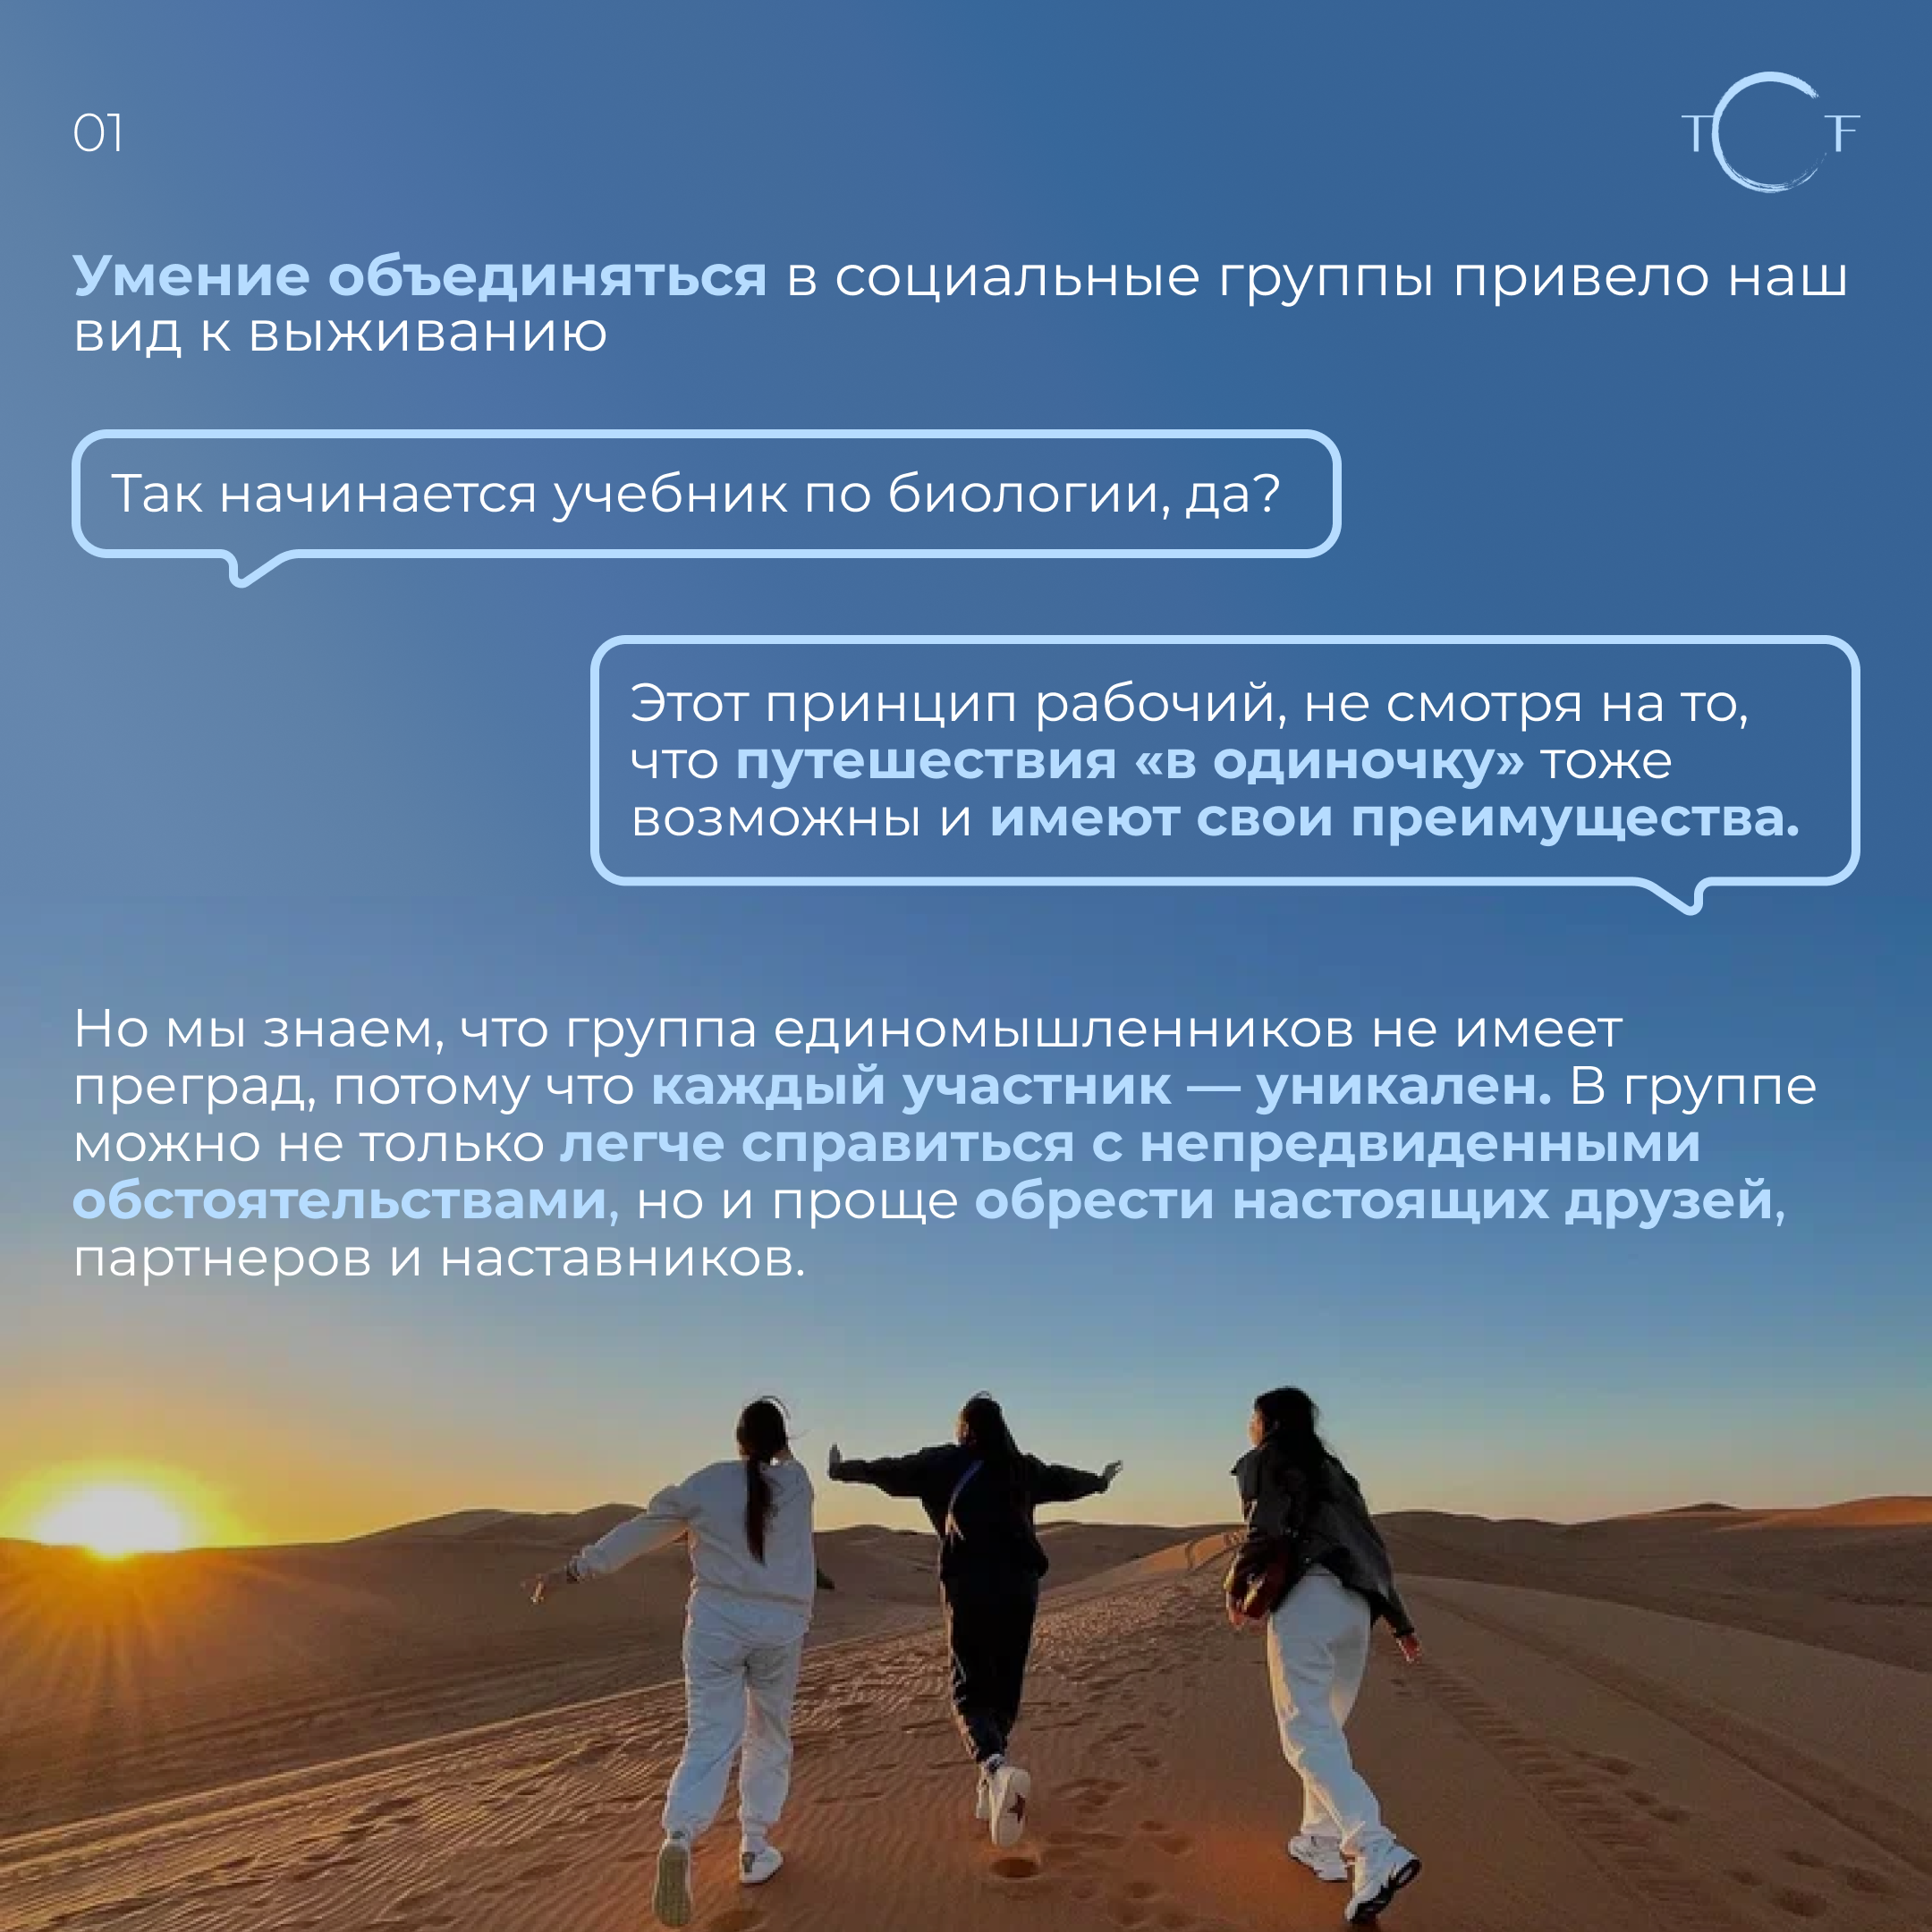 01
T C F
Умение объединяться в социальные группы привело наш
вид к выживанию
Так начинается учебник по биологии, да?
Этот принцип рабочий, не смотря на то,
что путешествия «в одиночку» тоже
возможны и имеют свои преимущества.
Но мы знаем, что группа единомышленников не имеет
преград, потому что каждый участник — уникален. В группе
можно не только легче справиться с непредвиденными
обстоятельствами, но и проще обрести настоящих друзей,
партнеров и наставников.